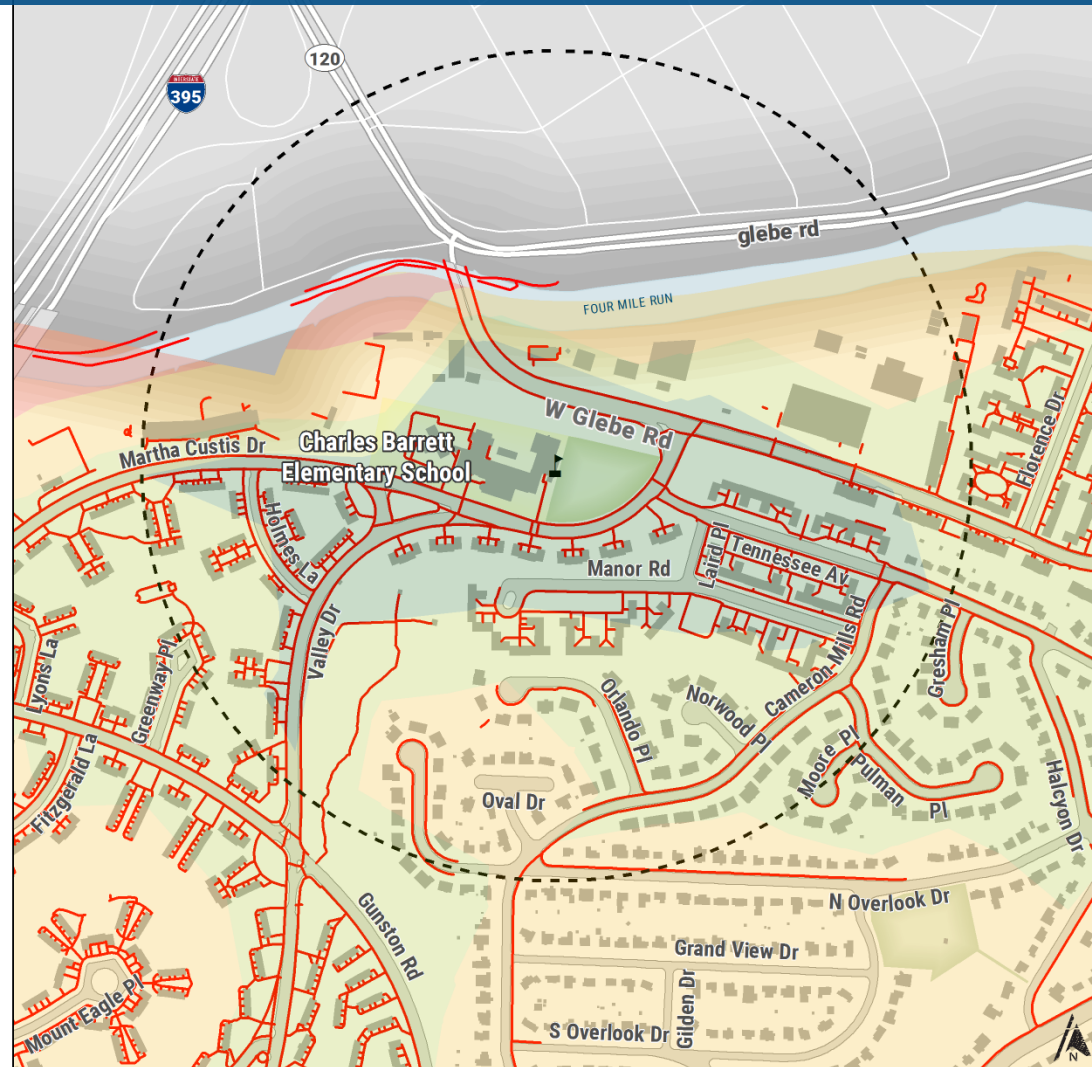 120
INTERSTATE
395
glebe rd
FOUR MILE RUN
W Glebe Rd
Florence Dr
Martha Custis Dr
Charles Barrett
Elementary School
Holmes La
Laird Pl
Tennessee Av
Manor Rd
Valley Dr
Cameron Mills Rd
Gresham Pl
Lyons La
Greenway Pl
Orlando Pl
Norwood Pl
Moore Pl
Pulman Pl
Fitzgerald La
Oval Dr
Halcyon Dr
N Overlook Dr
Gunston Rd
Grand View Dr
Gilden Dr
S Overlook Dr
Mount Eagle Pl
N